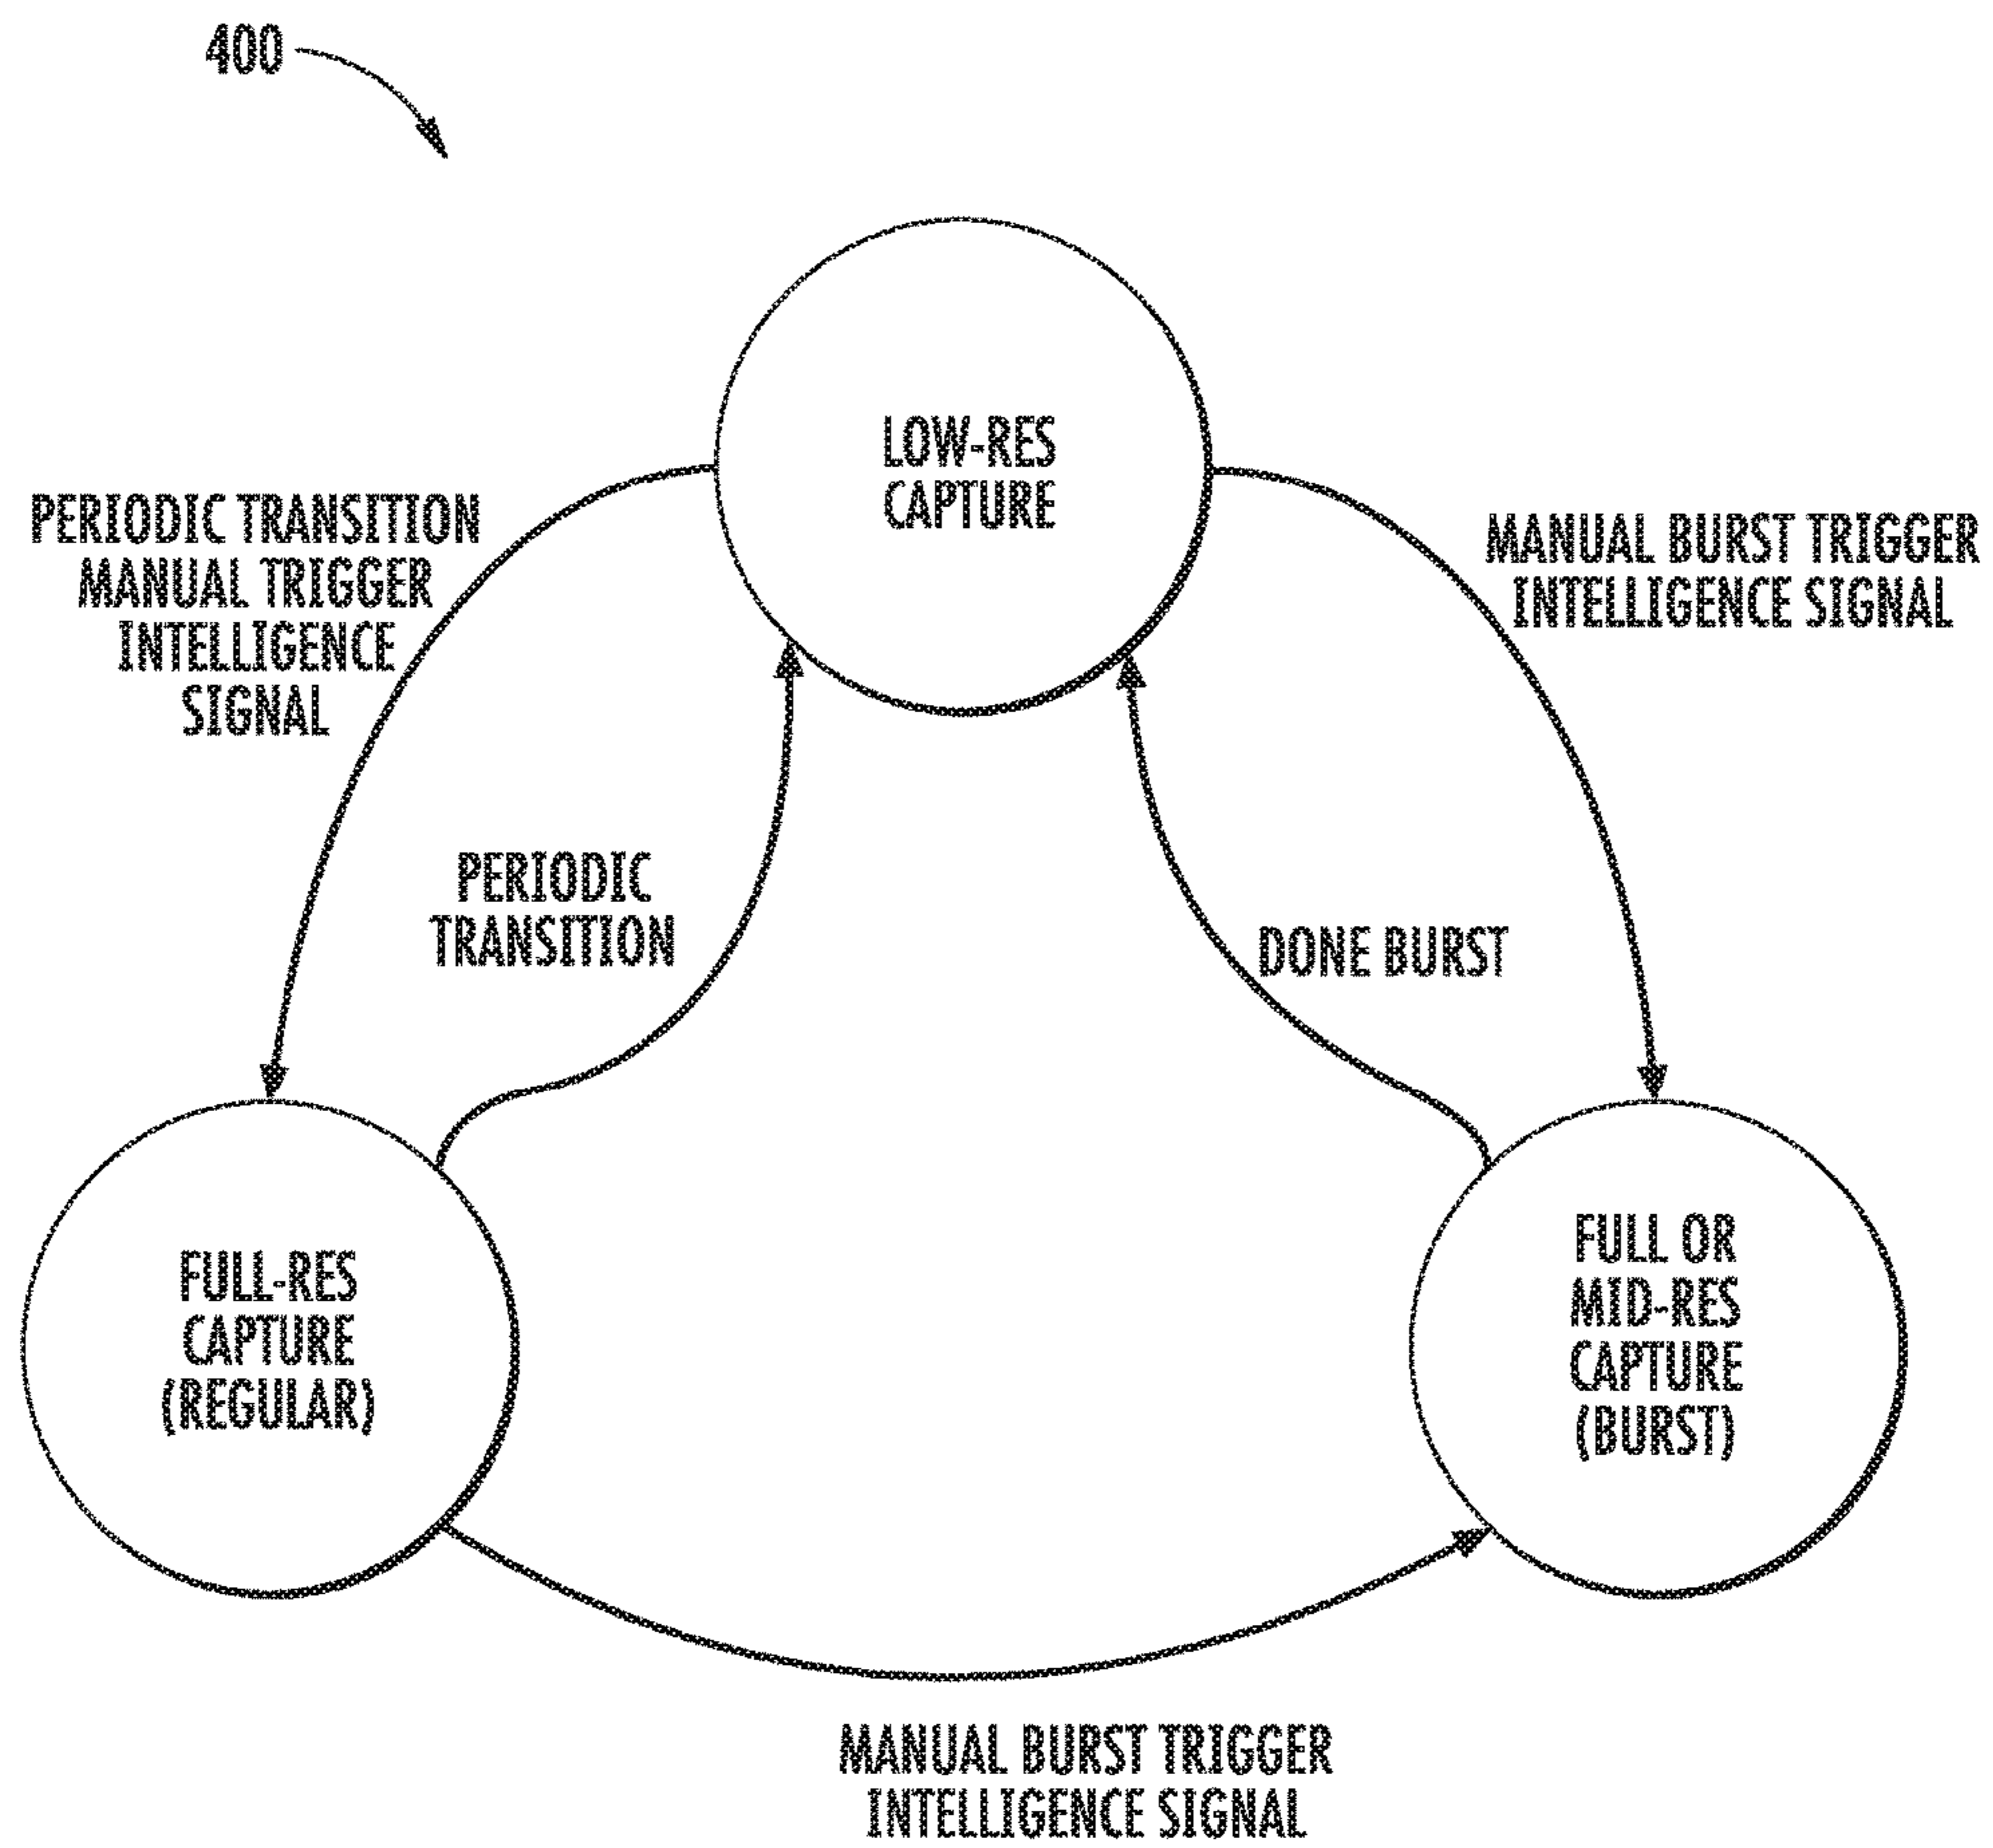 400
LOW-RES
CAPTURE
PERIODIC TRANSITION
MANUAL TRIGGER
INTELLIGENCE
SIGNAL
MANUAL BURST TRIGGER
INTELLIGENCE SIGNAL
PERIODIC
TRANSITION
DONE BURST
FULL-RES
CAPTURE
(REGULAR)
FULL OR
MID-RES
CAPTURE
(BURST)
MANUAL BURST TRIGGER
INTELLIGENCE SIGNAL